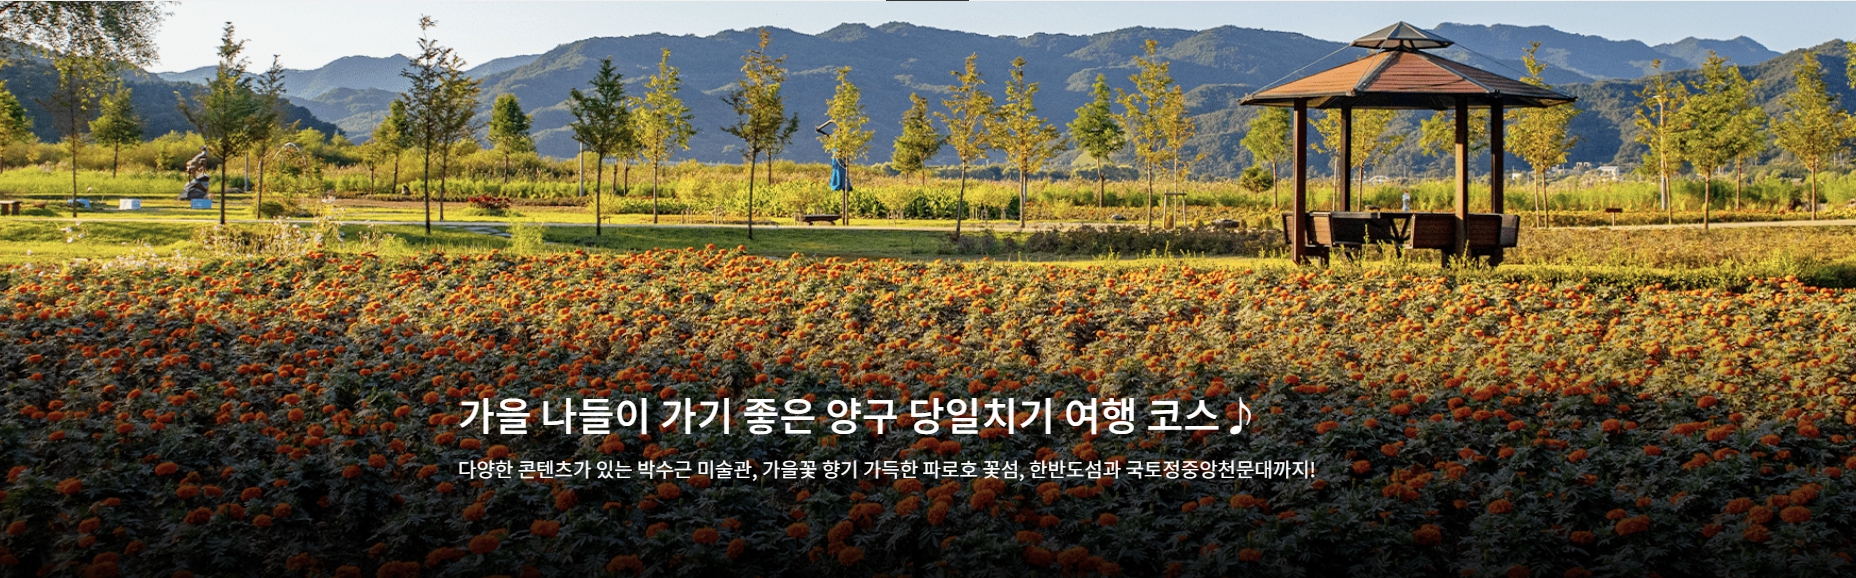 가을 나들이 가기 좋은 양구 당일치기 여행 코스♪
다양한 콘텐츠가 있는 박수근 미술관, 가을꽃 향기 가득한 파로호 꽃섬, 한반도섬과 국토정중앙천문대까지!